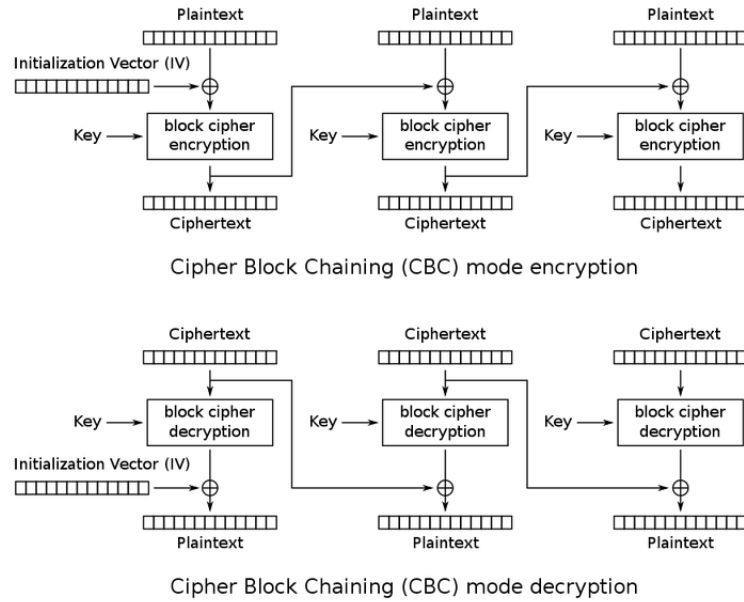 Plaintext Plaintext Plaintext
Initialization Vector (IV)
Key block cipher encryption Key block cipher encryption Key block cipher encryption
Ciphertext Ciphertext Ciphertext
Cipher Block Chaining (CBC) mode encryption
Ciphertext Ciphertext Ciphertext
Key block cipher decryption Key block cipher decryption Key block cipher decryption
Initialization Vector (IV)
Plaintext Plaintext Plaintext
Cipher Block Chaining (CBC) mode decryption